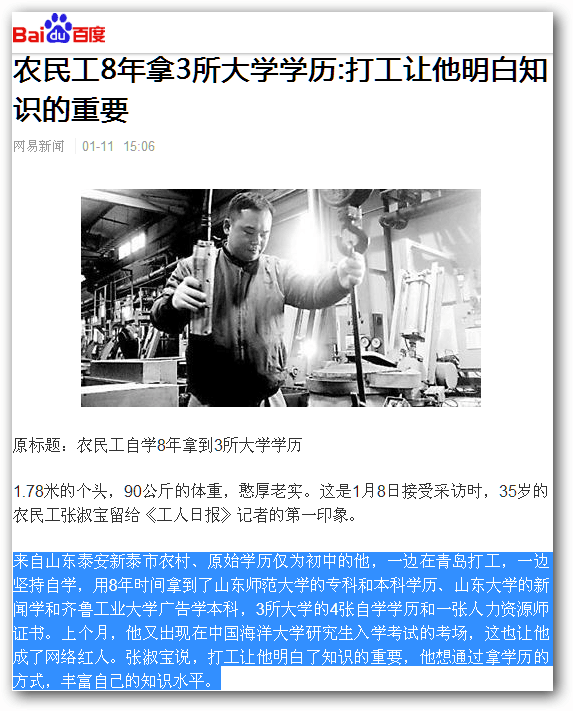 Bai du 百度
农民工8年拿3所大学学历:打工让他明白知
识的重要
网易新闻 01-11 15:06
原标题：农民工自学8年拿到3所大学学历
1.78米的个头，90公斤的体重，憨厚老实。这是1月8日接受采访时，35岁的
农民工张淑宝留给《工人日报》记者的第一印象。
来自山东泰安新泰市农村、原始学历仅为初中的他，一边在青岛打工，一边
坚持自学，用8年时间拿到了山东师范大学的专科和本科学历、山东大学的新
闻学和齐鲁工业大学广告学本科，3所大学的4张自学学历和一张人力资源师
证书。上个月，他又出现在中国海洋大学研究生入学考试的考场，这也让他
成了网络红人。张淑宝说，打工让他明白了知识的重要，他想通过拿学历的
方式，丰富自己的知识水平。